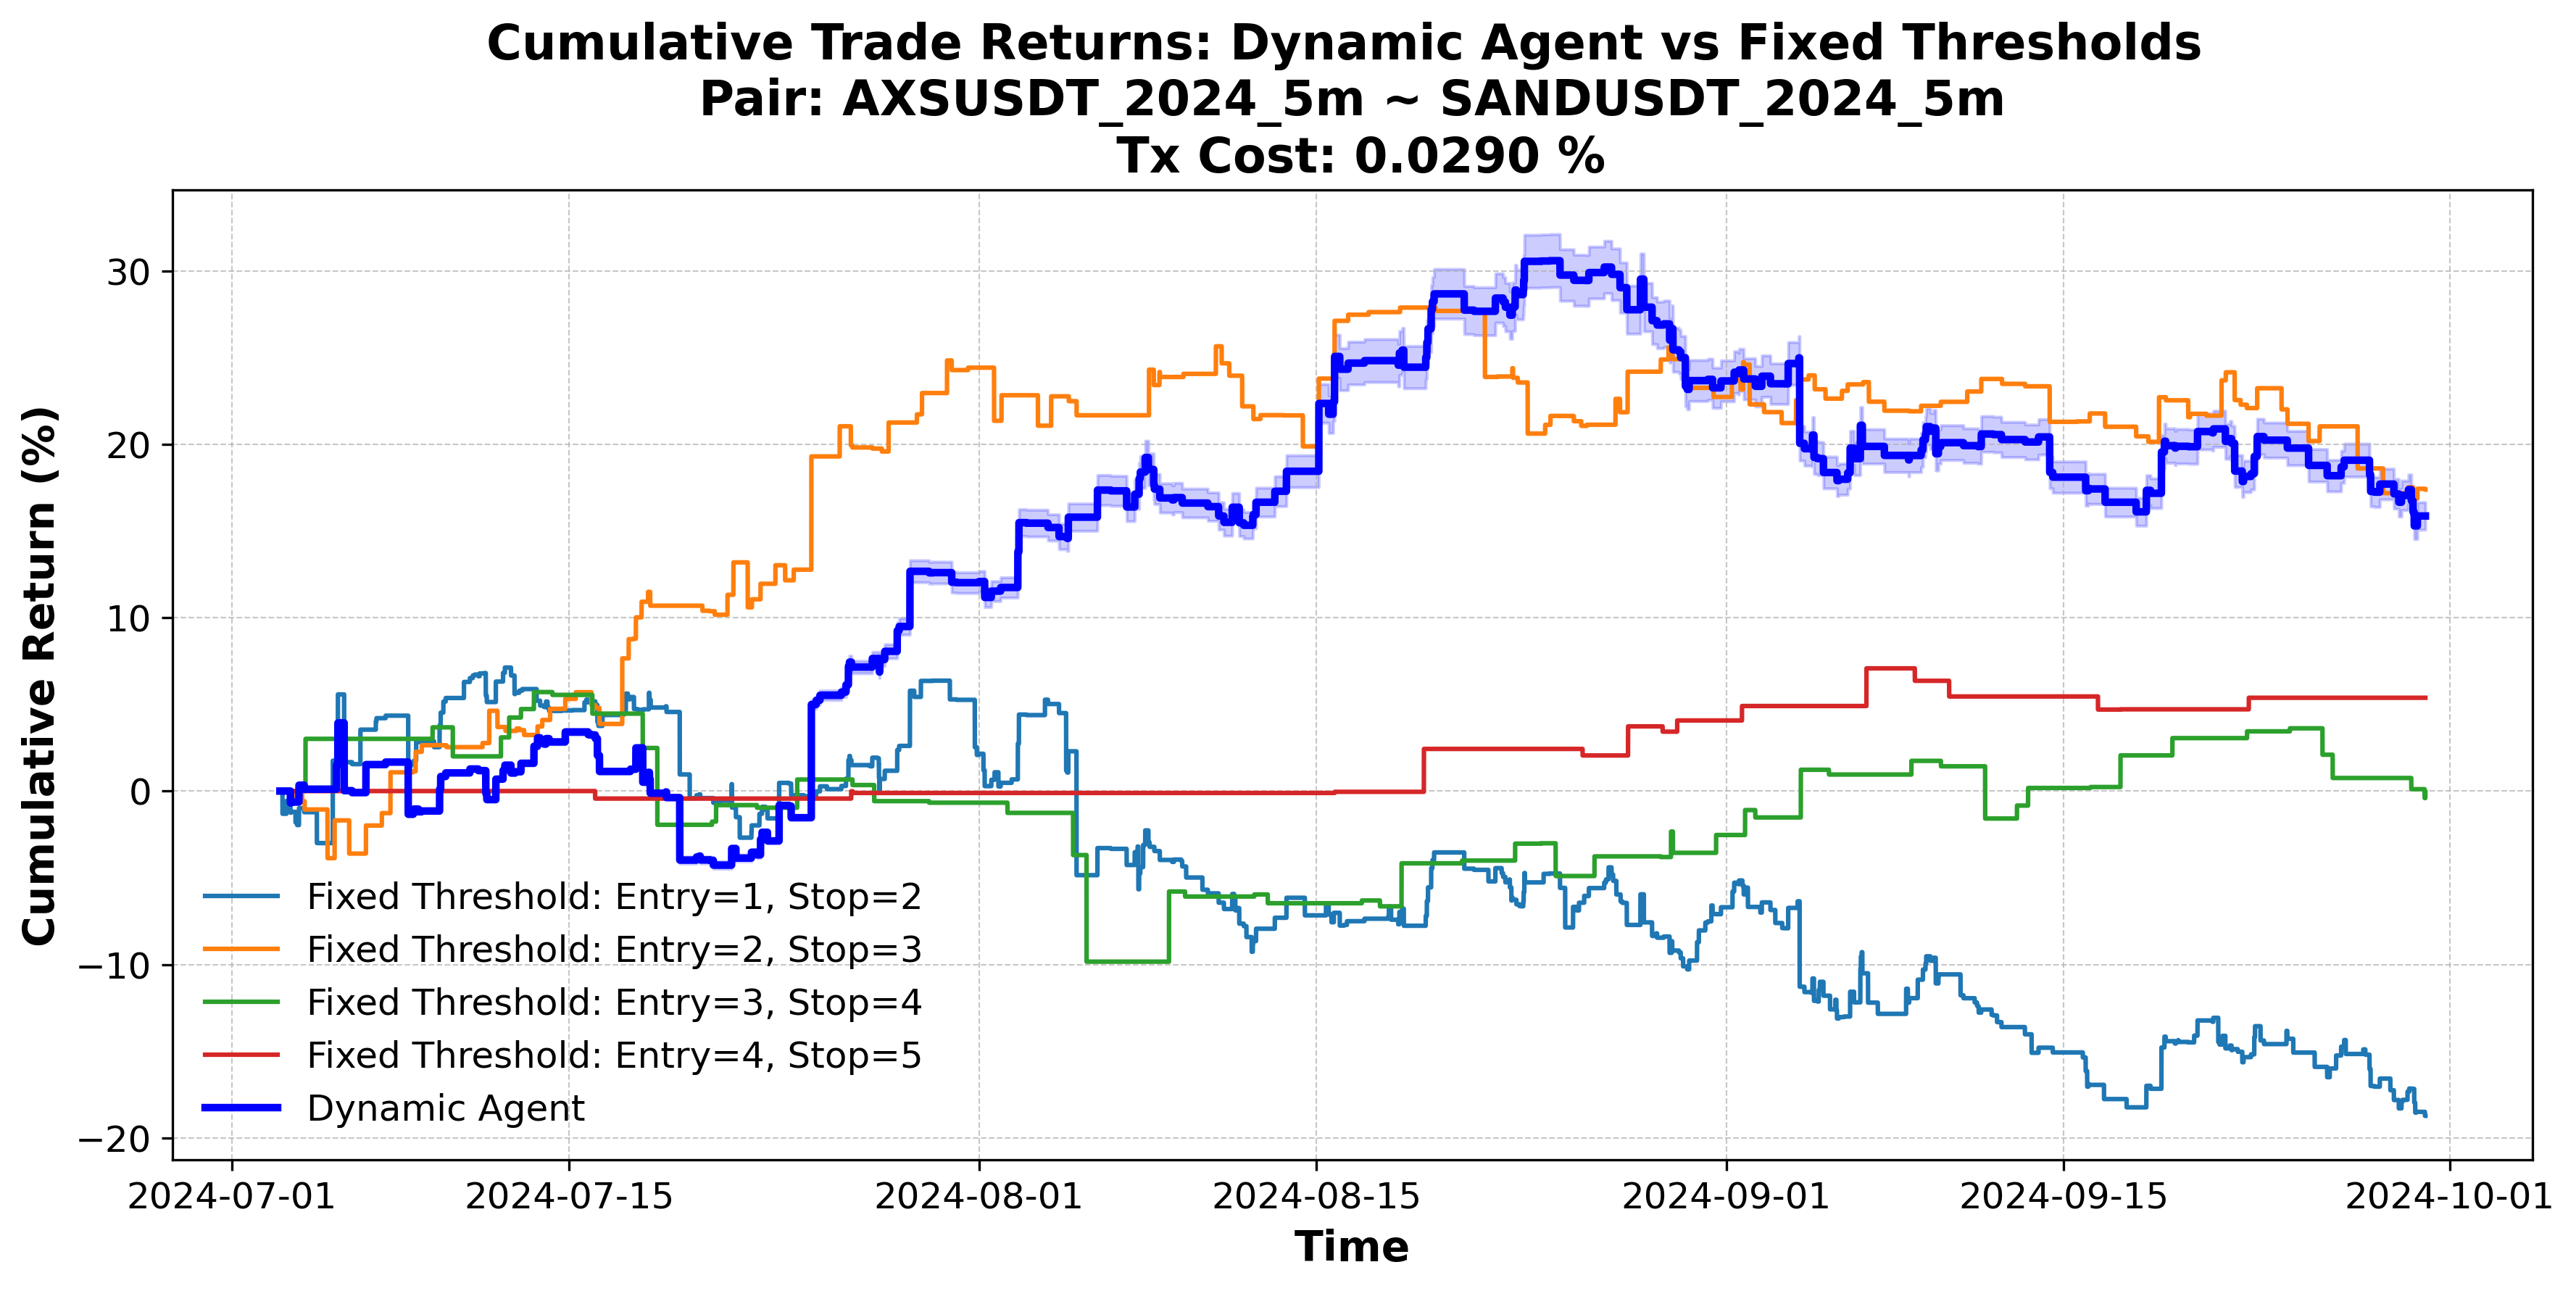 Cumulative Trade Returns: Dynamic Agent vs Fixed Thresholds
Pair: AXSUSDT_2024_5m ~ SANDUSDT_2024_5m
Tx Cost: 0.0290 %
Cumulative Return (%)
30
20
10
0
−10
−20
Fixed Threshold: Entry=1, Stop=2
Fixed Threshold: Entry=2, Stop=3
Fixed Threshold: Entry=3, Stop=4
Fixed Threshold: Entry=4, Stop=5
Dynamic Agent
2024-07-01 2024-07-15 2024-08-01 2024-08-15 2024-09-01 2024-09-15 2024-10-01
Time